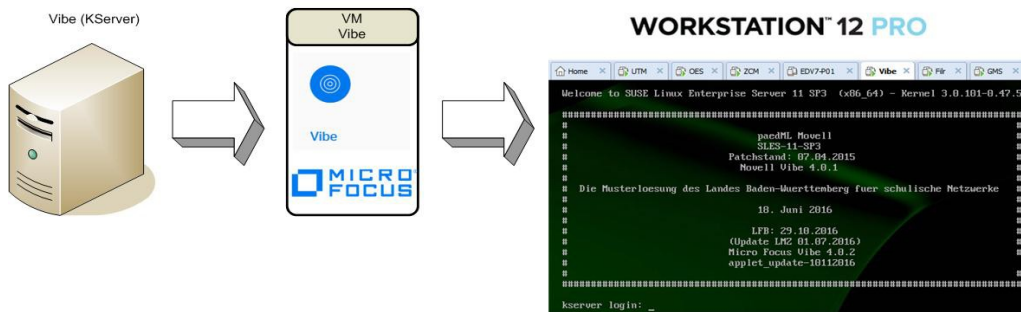 Vibe (KServer)
VM
Vibe
Vibe
MICRO
FOCUS
WORKSTATION™ 12 PRO
Home × UTM × OES × ZCM × EDV7-P01 × Vibe × Filr × GMS ×
Welcome to SUSE Linux Enterprise Server 11 SP3 (x86_64) - Kernel 3.0.101-0.47.5
paedML Movell
SLES-11-SP3
Patchstand: 07.04.2015
Novell Vibe 4.0.1
Die Musterloesung des Landes Baden-Wuerttemberg fuer schulische Netzwerke
18. Juni 2016
LFB: 29.10.2016
(Update LMZ 01.07.2016)
Micro Focus Vibe 4.0.2
applet_update-10112016
kserver login: _